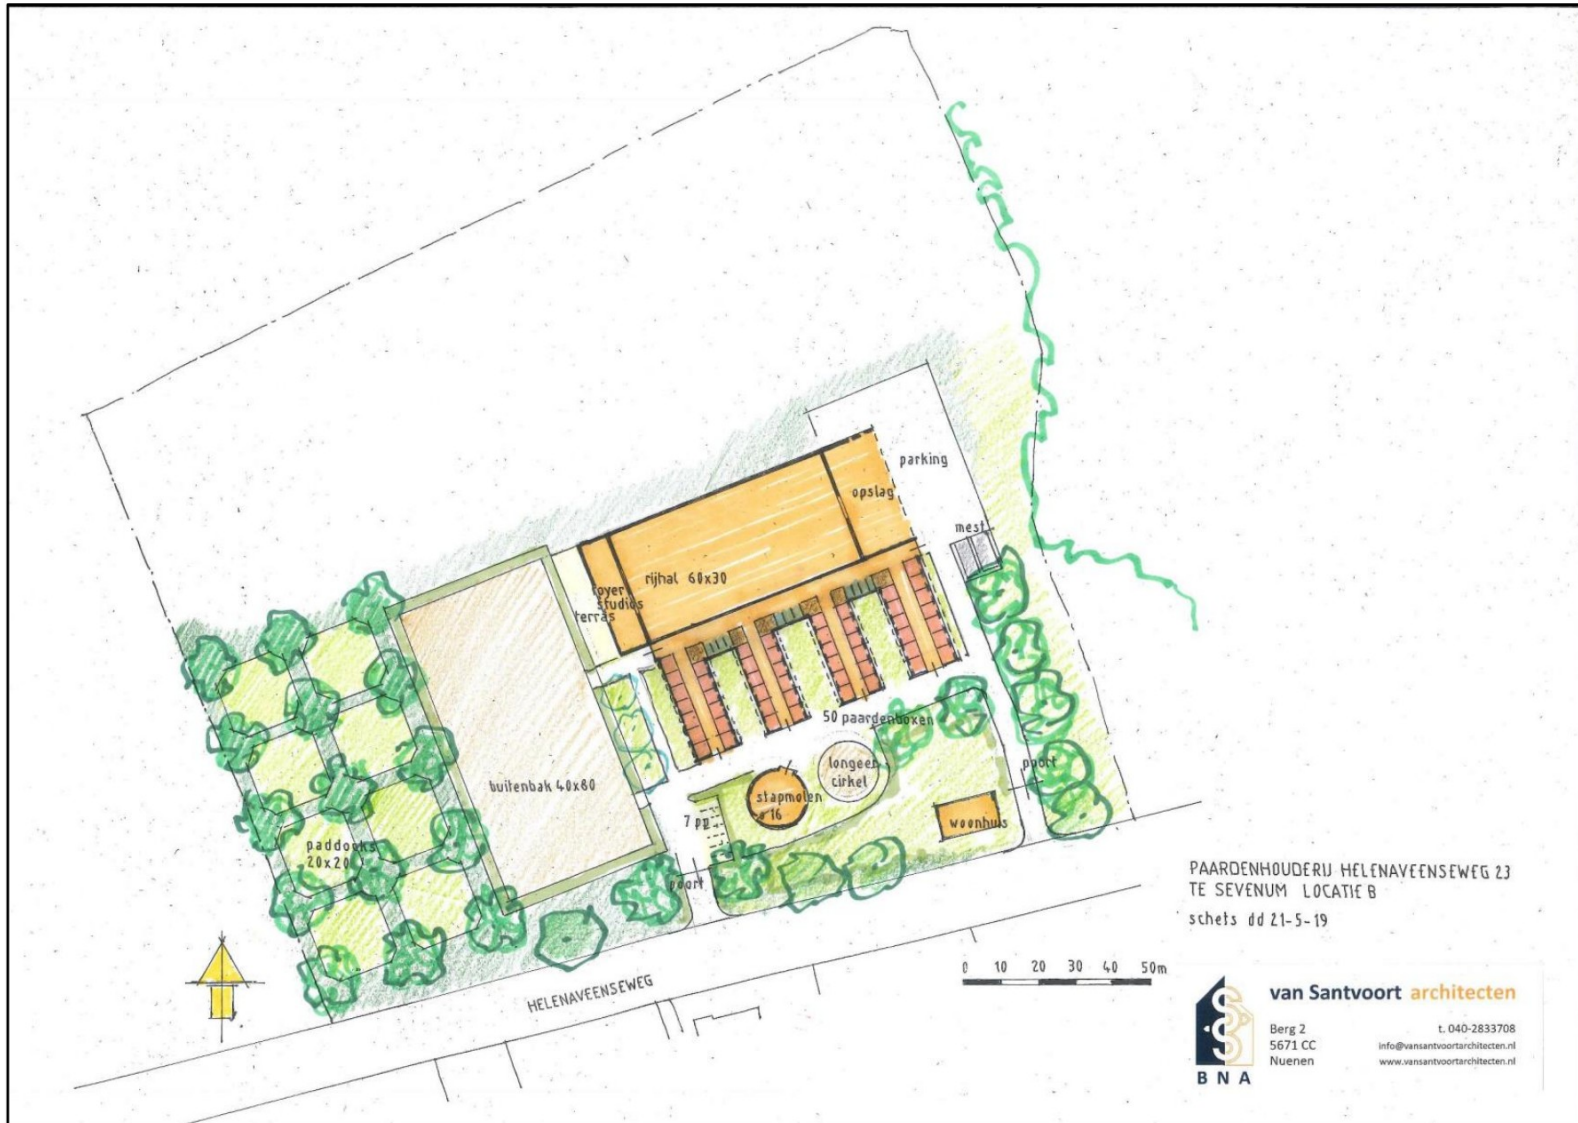 parking
opslag
mest
rijhal 60x30
foyer
studios
terras
50 paardenboxen
longeer
cirkel
poort
buitenbak 40x80
stapmolen
ø 16
7 pp
woonhuis
paddocks
20x20
poort
HELENAVEENSEWEG
PAARDENHOUDERIJ HELENAVEENSEWEG 23
TE SEVENUM LOCATIE B
schets dd 21-5-19
0 10 20 30 40 50m
van Santvoort architecten
Berg 2
5671 CC
Nuenen
t. 040-2833708
info@vansantvoortarchitecten.nl
www.vansantvoortarchitecten.nl
BNA